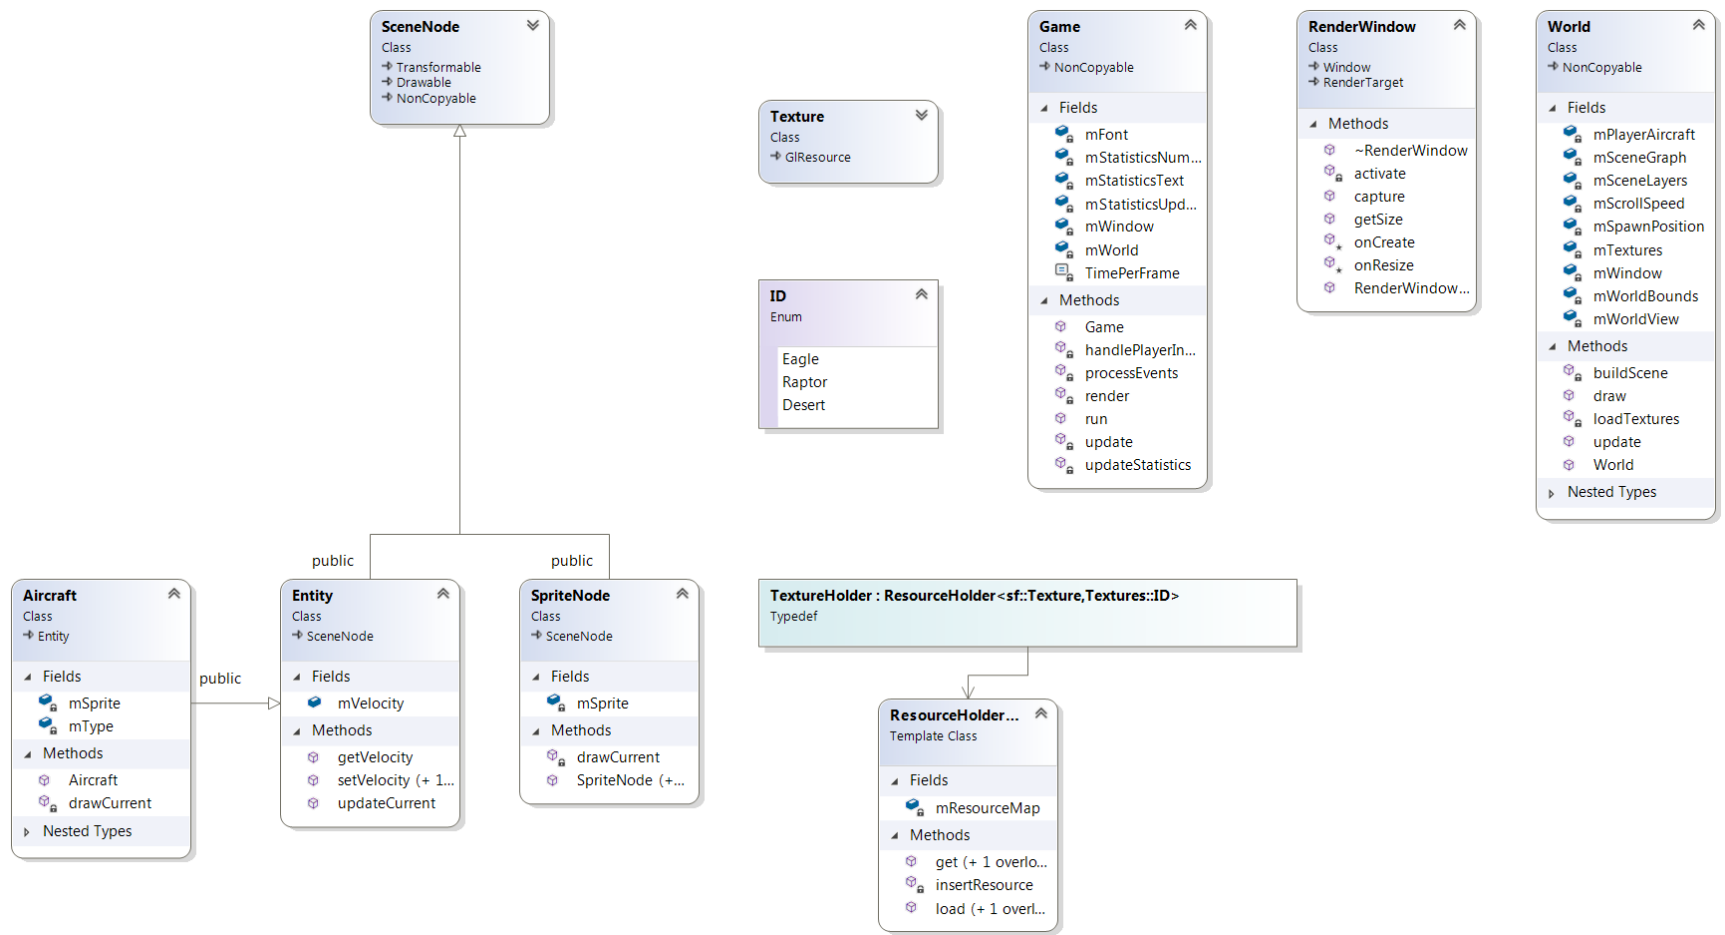 SceneNode
Class
Transformable
Drawable
NonCopyable
Texture
Class
GlResource
ID
Enum
Eagle
Raptor
Desert
Game
Class
NonCopyable
Fields
mFont
mStatisticsNum...
mStatisticsText
mStatisticsUpd...
mWindow
mWorld
TimePerFrame
Methods
Game
handlePlayerIn...
processEvents
render
run
update
updateStatistics
RenderWindow
Class
Window
RenderTarget
Methods
~RenderWindow
activate
capture
getSize
onCreate
onResize
RenderWindow...
World
Class
NonCopyable
Fields
mPlayerAircraft
mSceneGraph
mSceneLayers
mScrollSpeed
mSpawnPosition
mTextures
mWindow
mWorldBounds
mWorldView
Methods
buildScene
draw
loadTextures
update
World
Nested Types
public
public
Aircraft
Class
Entity
Fields
mSprite
mType
Methods
Aircraft
drawCurrent
Nested Types
public
Entity
Class
SceneNode
Fields
mVelocity
Methods
getVelocity
setVelocity (+ 1...
updateCurrent
SpriteNode
Class
SceneNode
Fields
mSprite
Methods
drawCurrent
SpriteNode (+...
TextureHolder : ResourceHolder<sf::Texture,Textures::ID>
Typedef
ResourceHolder...
Template Class
Fields
mResourceMap
Methods
get (+ 1 overlo...
insertResource
load (+ 1 overl...